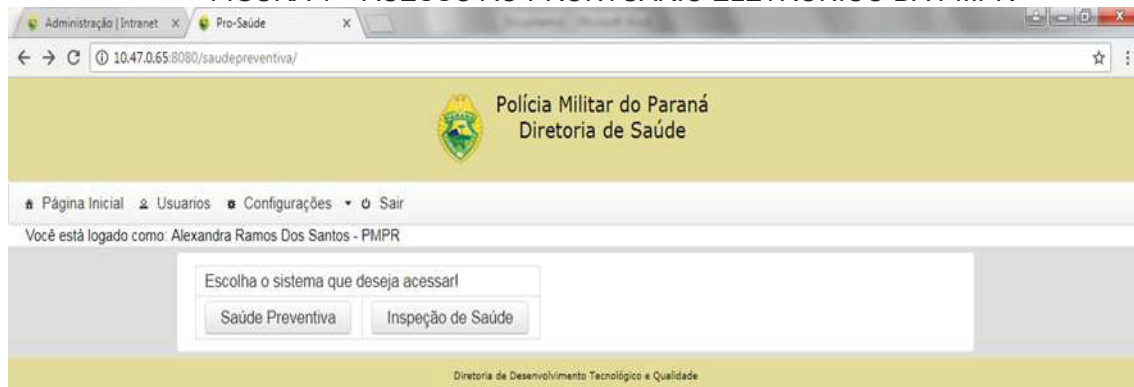 Administração | Intranet
Pro-Saúde
10.47.0.65:8080/saudepreventiva/
Polícia Militar do Paraná
Diretoria de Saúde
Página Inicial Usuarios Configurações Sair
Você está logado como: Alexandra Ramos Dos Santos - PMPR
Escolha o sistema que deseja acessar!
Saúde Preventiva Inspeção de Saúde
Diretoria de Desenvolvimento Tecnológico e Qualidade